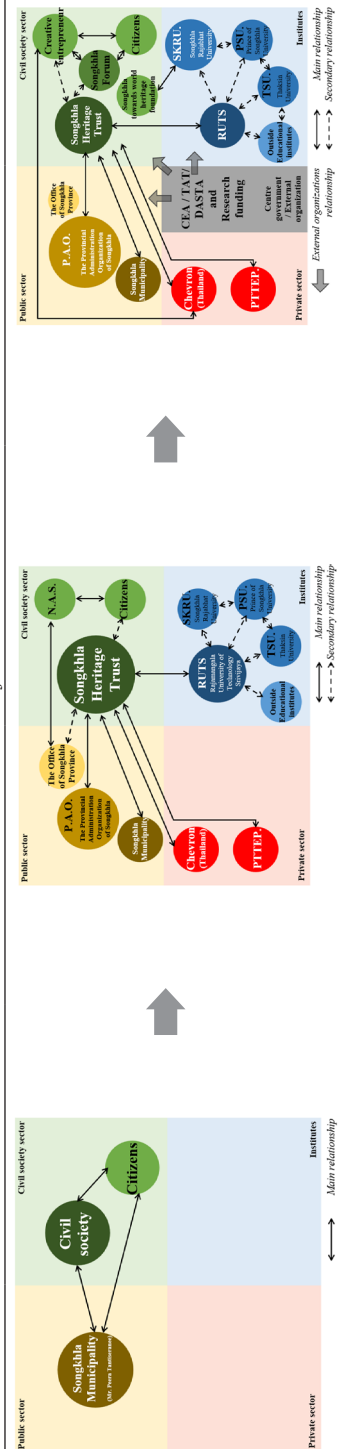 Public sector
Civil society sector
Songkhla
Municipality
(Mr. Peera
Civil
society
Citizens
Private sector
Institutes
Main relationship
Public sector
Civil society sector
The Office
of Songkhla
Province
P.A.O.
The Provincial
Administration
Organization
of Songkhla
Songkhla
Municipality
N.A.S.
Songkhla
Heritage
Trust
Citizens
Chevron
(Thailand)
PTTEP.
Private sector
RUTS
Rajamangala
University of
Technology
Srivijaya
SKRU.
Songkhla
Rajabhat
University
PSU.
Prince of
Songkla
University
TSU.
Thaksin
University
Outside
Educational
institutes
Institutes
Main relationship
Secondary relationship
Public sector
Civil society sector
The Office
of Songkhla
Province
P.A.O.
The Provincial
Administration
Organization
of Songkhla
Songkhla
Municipality
Creative
entrepreneur
Songkhla
Forum
Citizens
Songkhla
Heritage
Trust
Songkhla
towards world
heritage
foundation
Chevron
(Thailand)
PTTEP.
Private sector
CEA / TAT/
DASTA
and
Research
funding
Centre
government
/ External
organization
SKRU.
Songkhla
Rajabhat
University
PSU.
Prince of
Songkla
University
RUTS
TSU.
Thaksin
University
Outside
Educational
institutes
Institutes
External organizations
relationship
Main relationship
Secondary relationship